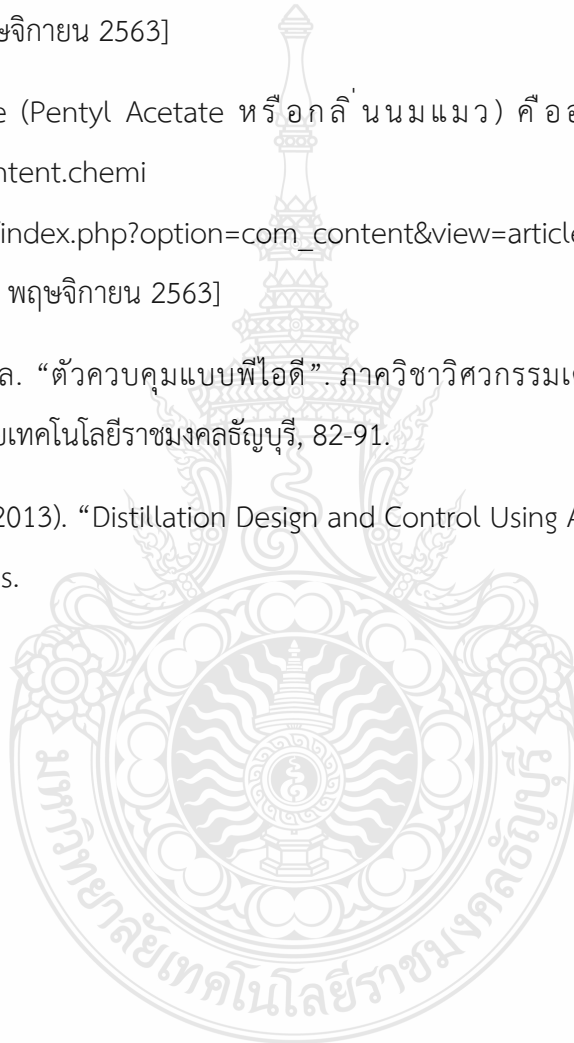 ษจิกายน 2563]
e (Pentyl Acetate หรือกลิ่นนมแมว) คือ
ntent.chemi
/index.php?option=com_content&view=article
พฤษจิกายน 2563]
ล. “ตัวควบคุมแบบพีไอดี”. ภาควิชาวิศวกรรมเ
ยเทคโนโลยีราชมงคลธัญบุรี, 82-91.
2013). “Distillation Design and Control Using A
s.
มหาวิทยาลัยเทคโนโลยีราชมงคลธัญบุรี